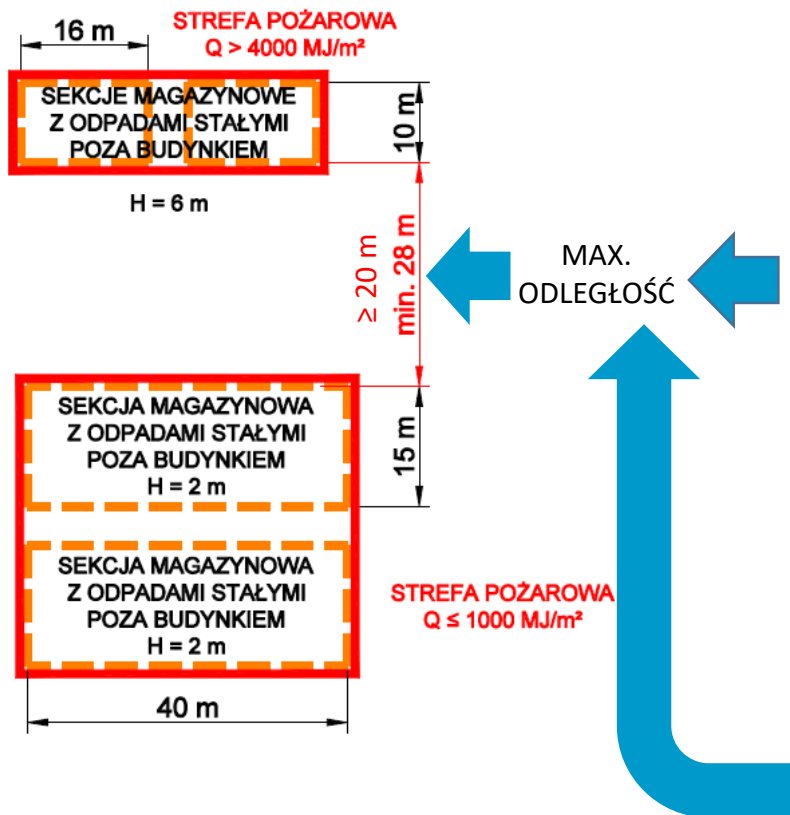 16 m
STREFA POŻAROWA
Q > 4000 MJ/m²
SEKCJE MAGAZYNOWE
Z ODPADAMI STAŁYMI
POZA BUDYNKIEM
10 m
H = 6 m
≥ 20 m
min. 28 m
MAX.
ODLEGŁOŚĆ
SEKCJA MAGAZYNOWA
Z ODPADAMI STAŁYMI
POZA BUDYNKIEM
H = 2 m
15 m
SEKCJA MAGAZYNOWA
Z ODPADAMI STAŁYMI
POZA BUDYNKIEM
H = 2 m
STREFA POŻAROWA
Q ≤ 1000 MJ/m²
40 m